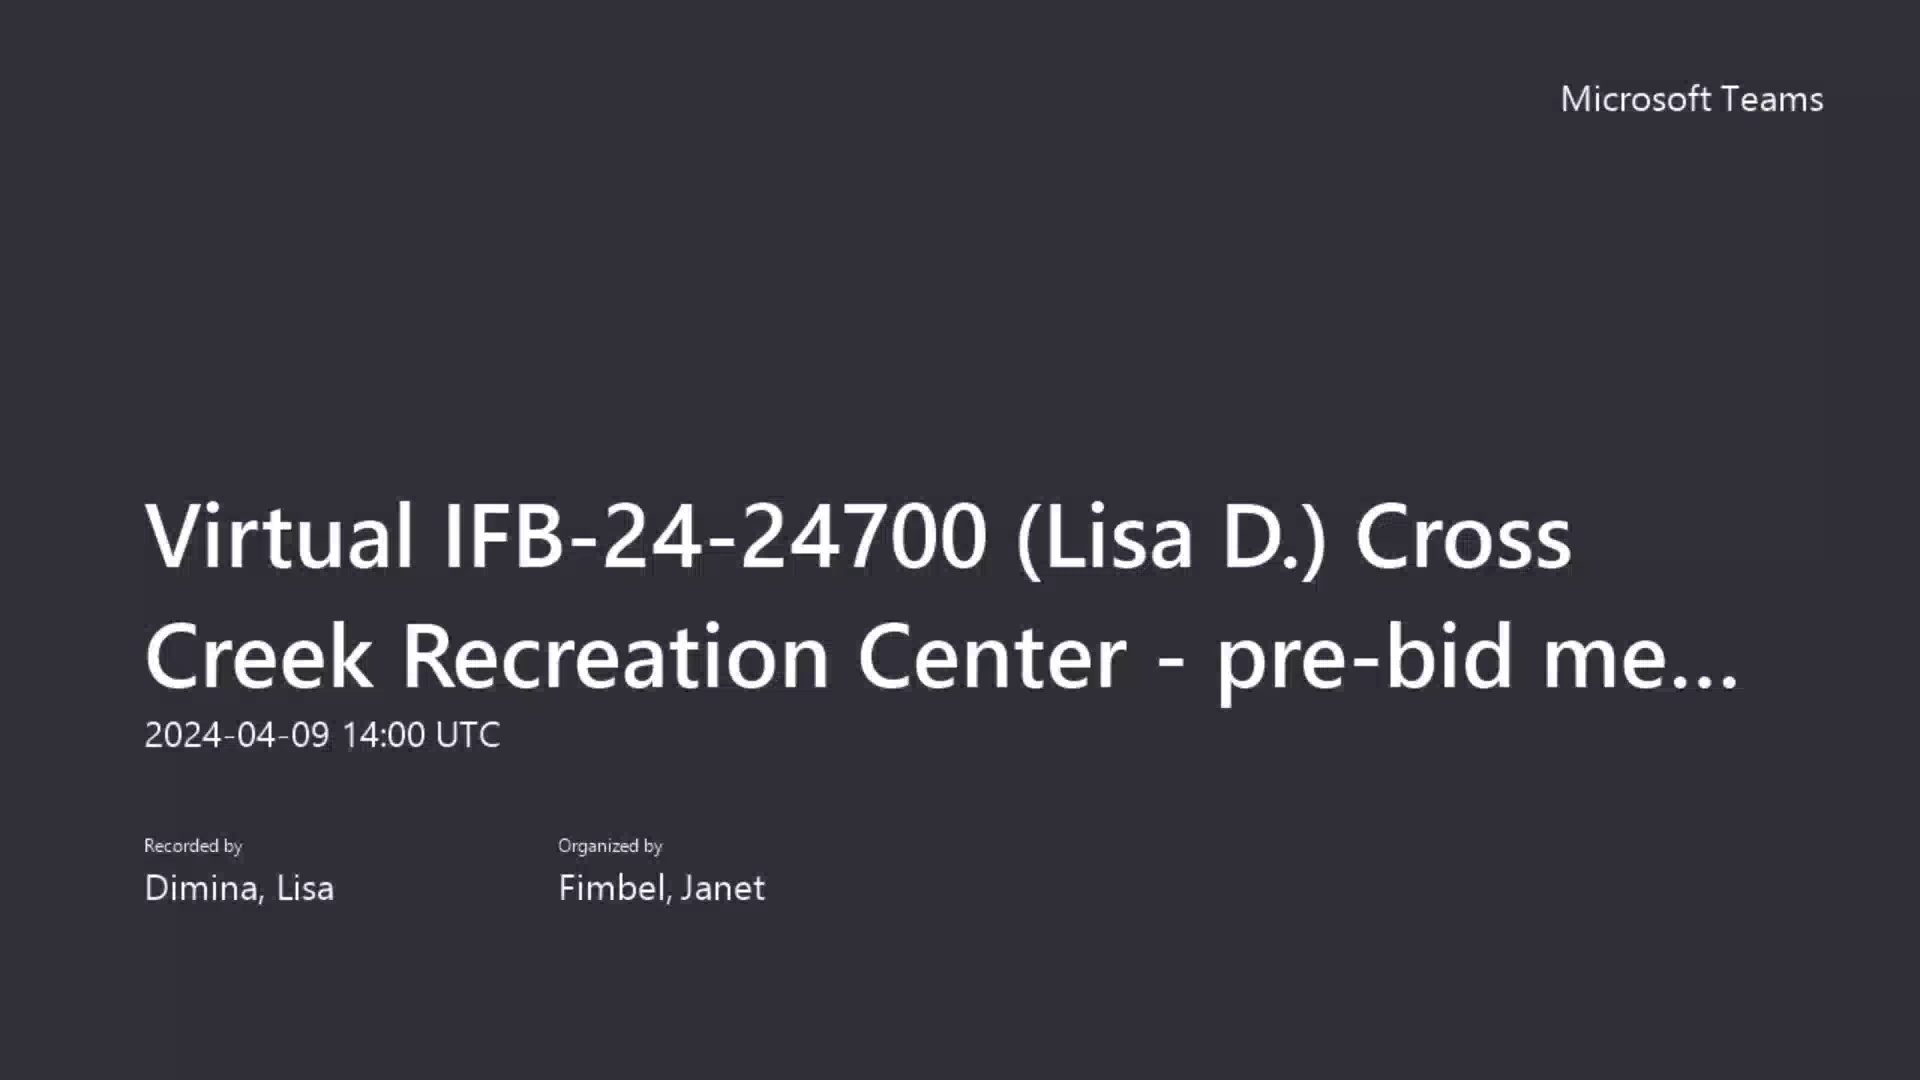 Microsoft Teams
Virtual IFB-24-24700 (Lisa D.) Cross
Creek Recreation Center - pre-bid me...
2024-04-09 14:00 UTC
Recorded by
Organized by
Dimina, Lisa
Fimbel, Janet